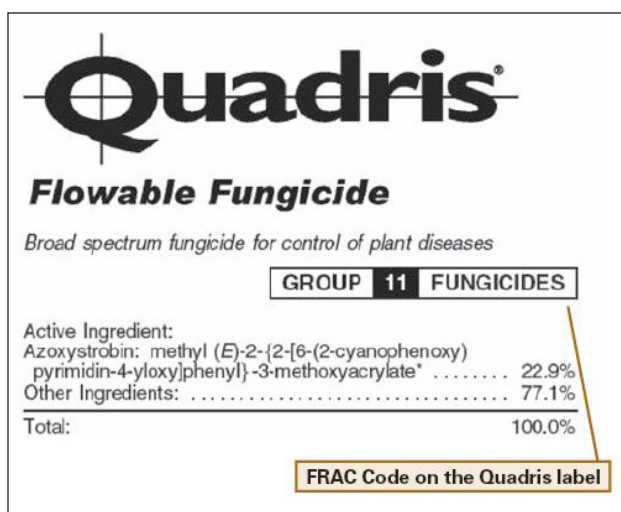 Quadris®
Flowable Fungicide
Broad spectrum fungicide for control of plant diseases
GROUP 11 FUNGICIDES
Active Ingredient:
Azoxystrobin: methyl (E)-2-{2-[6-(2-cyanophenoxy)
pyrimidin-4-yloxy]phenyl}-3-methoxyacrylate* ........ 22.9%
Other Ingredients: .................................. 77.1%
Total: 100.0%
FRAC Code on the Quadris label